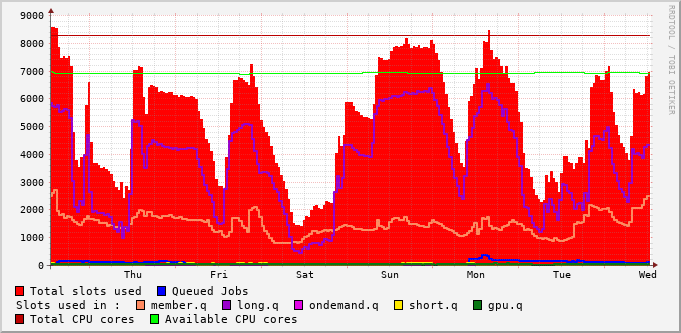 9000
8000
7000
6000
5000
4000
3000
2000
1000
0
Thu Fri Sat Sun Mon Tue Wed
Total slots used Queued Jobs
Slots used in : member.q long.q ondemand.q short.q gpu.q
Total CPU cores Available CPU cores
RRDTOOL / TOBI OETIKER